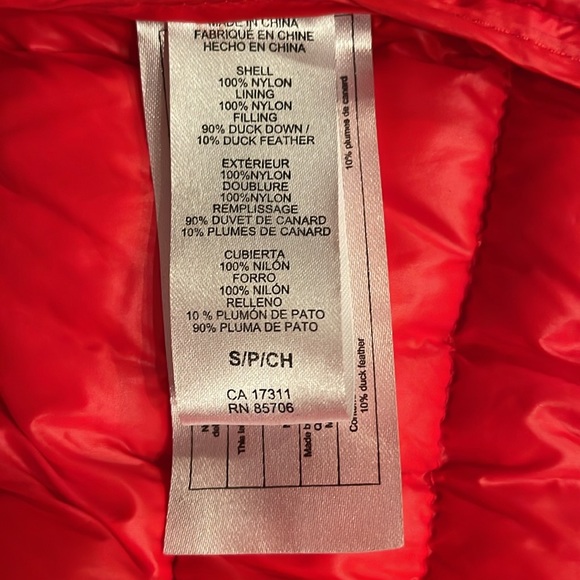 MADE IN CHINA
FABRIQUÉ EN CHINE
HECHO EN CHINA
SHELL
100% NYLON
LINING
100% NYLON
FILLING
90% DUCK DOWN /
10% DUCK FEATHER
EXTÉRIEUR
100%NYLON
DOUBLURE
100%NYLON
REMPLISSAGE
90% DUVET DE CANARD
10% PLUMES DE CANARD
CUBIERTA
100% NILÓN
FORRO
100% NILÓN
RELLENO
10 % PLUMÓN DE PATO
90% PLUMA DE PATO
S/P/CH
CA 17311
RN 85706
10% plumes de canard
10% duck feather
This
Made